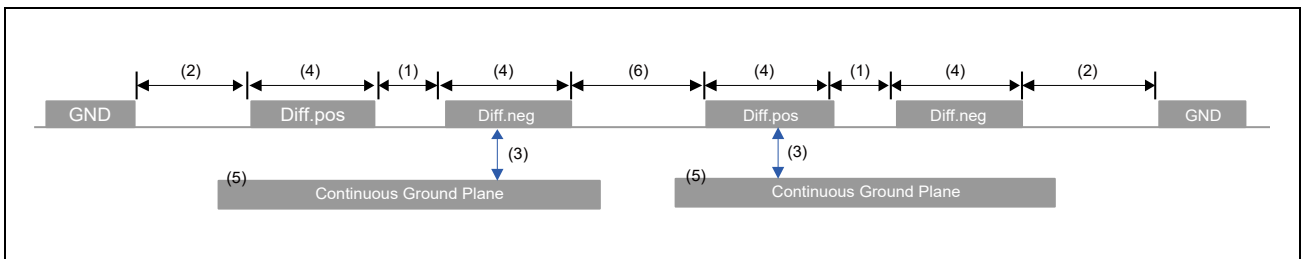 (2) (4) (1) (4) (6) (4) (1) (4) (2)
GND Diff.pos Diff.neg Diff.pos Diff.neg GND
(3) (3)
(5) (5)
Continuous Ground Plane Continuous Ground Plane